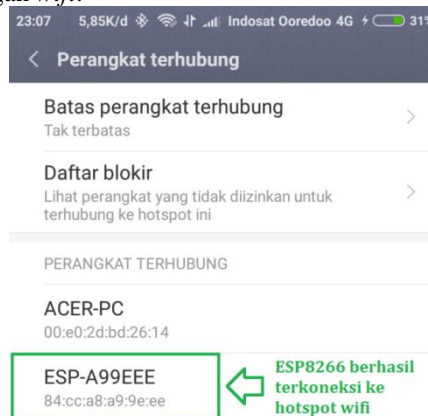 23:07 5,85K/d Indosat Ooredoo 4G 31%
Perangkat terhubung
Batas perangkat terhubung
Tak terbatas
Daftar blokir
Lihat perangkat yang tidak diizinkan untuk
terhubung ke hotspot ini
PERANGKAT TERHUBUNG
ACER-PC
00:e0:2d:bd:26:14
ESP-A99EEE
84:cc:a8:a9:9e:ee
ESP8266 berhasil
terkoneksi ke
hotspot wifi